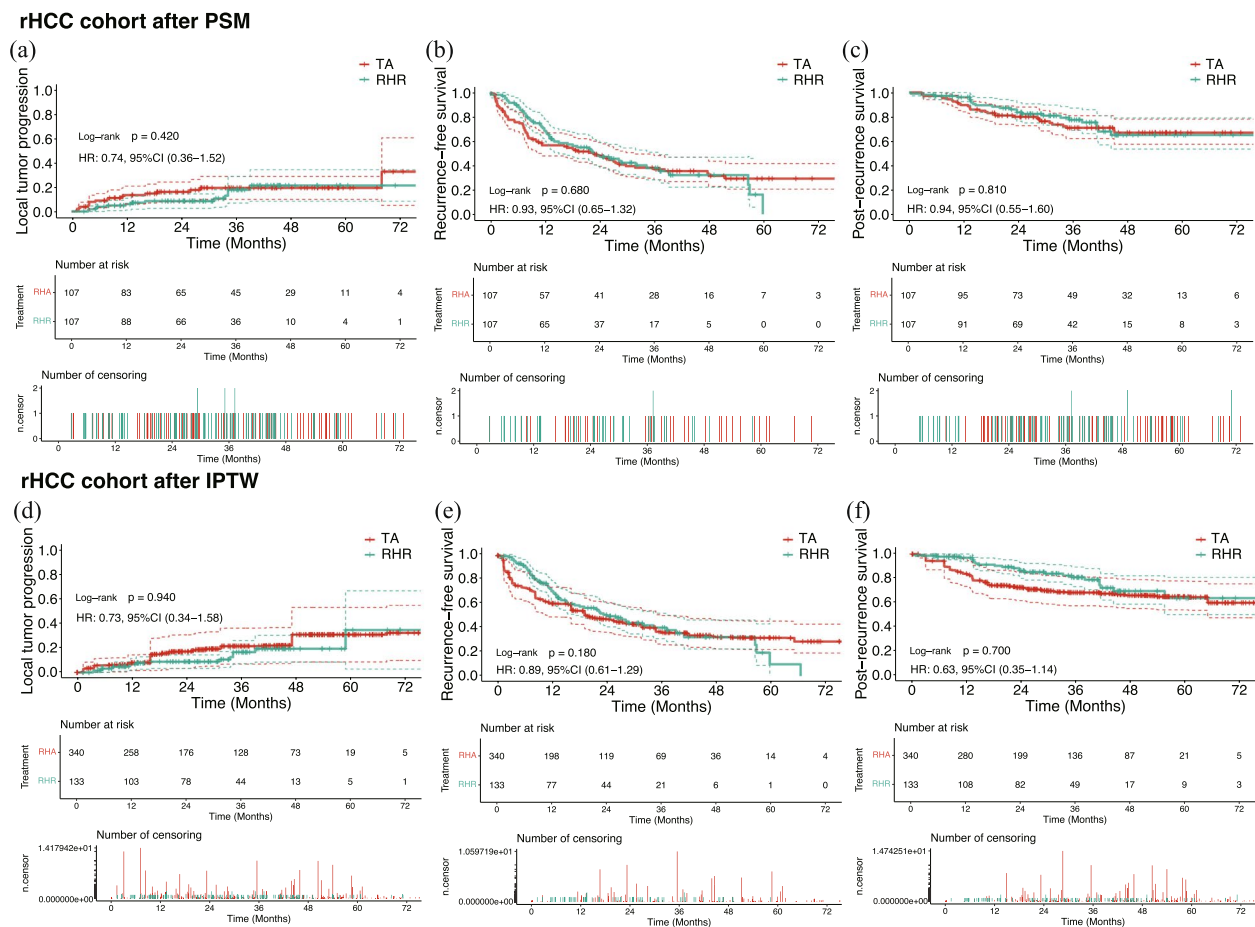 rHCC cohort after PSM
(a)
Local tumor progression
TA
RHR
1.0
0.8
0.6
0.4
0.2
0.0
Log–rank p = 0.420
HR: 0.74, 95%CI (0.36–1.52)
0 12 24 36 48 60 72
Time (Months)
Number at risk
Treatment
RHA 107 83 65 45 29 11 4
RHR 107 88 66 36 10 4 1
0 12 24 36 48 60 72
Time (Months)
Number of censoring
n.censor
2
1
0
0 12 24 36 48 60 72
Time (Months)
(b)
Recurrence–free survival
TA
RHR
1.0
0.8
0.6
0.4
0.2
0.0
Log–rank p = 0.680
HR: 0.93, 95%CI (0.65–1.32)
0 12 24 36 48 60 72
Time (Months)
Number at risk
Treatment
RHA 107 57 41 28 16 7 3
RHR 107 65 37 17 5 0 0
0 12 24 36 48 60 72
Time (Months)
Number of censoring
n.censor
2
1
0
0 12 24 36 48 60 72
Time (Months)
(c)
Post–recurrence survival
TA
RHR
1.0
0.8
0.6
0.4
0.2
0.0
Log–rank p = 0.810
HR: 0.94, 95%CI (0.55–1.60)
0 12 24 36 48 60 72
Time (Months)
Number at risk
Treatment
RHA 107 95 73 49 32 13 6
RHR 107 91 69 42 15 8 3
0 12 24 36 48 60 72
Time (Months)
Number of censoring
n.censor
2
1
0
0 12 24 36 48 60 72
Time (Months)
rHCC cohort after IPTW
(d)
Local tumor progression
TA
RHR
1.0
0.8
0.6
0.4
0.2
0.0
Log–rank p = 0.940
HR: 0.73, 95%CI (0.34–1.58)
0 12 24 36 48 60 72
Time (Months)
Number at risk
Treatment
RHA 340 258 176 128 73 19 5
RHR 133 103 78 44 13 5 1
0 12 24 36 48 60 72
Time (Months)
Number of censoring
n.censor
1.417942e+01
0.000000e+00
0 12 24 36 48 60 72
Time (Months)
(e)
Recurrence–free survival
TA
RHR
1.0
0.8
0.6
0.4
0.2
0.0
Log–rank p = 0.180
HR: 0.89, 95%CI (0.61–1.29)
0 12 24 36 48 60 72
Time (Months)
Number at risk
Treatment
RHA 340 198 119 69 36 14 4
RHR 133 77 44 21 6 1 0
0 12 24 36 48 60 72
Time (Months)
Number of censoring
n.censor
1.059719e+01
0.000000e+00
0 12 24 36 48 60 72
Time (Months)
(f)
Post–recurrence survival
TA
RHR
1.0
0.8
0.6
0.4
0.2
0.0
Log–rank p = 0.700
HR: 0.63, 95%CI (0.35–1.14)
0 12 24 36 48 60 72
Time (Months)
Number at risk
Treatment
RHA 340 280 199 136 87 21 5
RHR 133 108 82 49 17 9 3
0 12 24 36 48 60 72
Time (Months)
Number of censoring
n.censor
1.474251e+01
0.000000e+00
0 12 24 36 48 60 72
Time (Months)